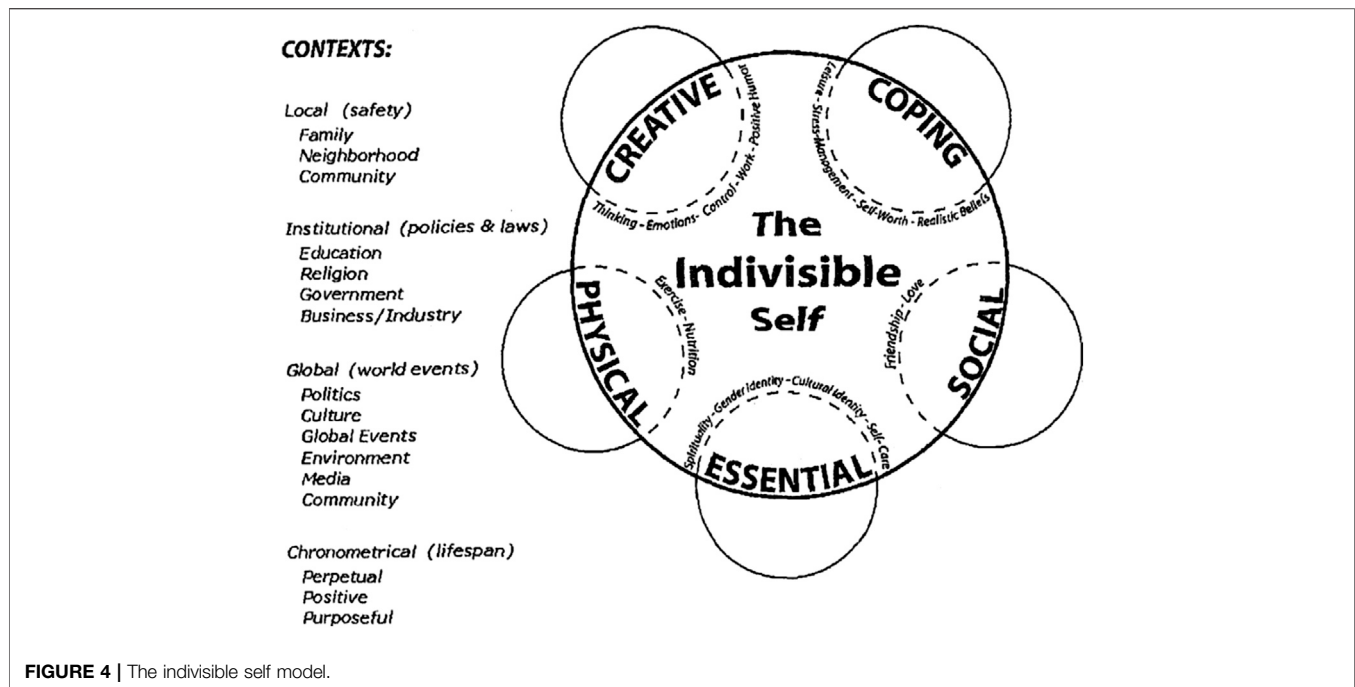 CONTEXTS:
Local (safety)
Family
Neighborhood
Community
Institutional (policies & laws)
Education
Religion
Government
Business/Industry
Global (world events)
Politics
Culture
Global Events
Environment
Media
Community
Chronometrical (lifespan)
Perpetual
Positive
Purposeful
CREATIVE
Thinking - Emotions - Control - Work - Positive Humor
COPING
Leisure - Stress Management - Self-Worth - Realistic Beliefs
The
Indivisible
Self
PHYSICAL
Exercise - Nutrition
SOCIAL
Friendship - Love
ESSENTIAL
Spirituality - Gender Identity - Cultural Identity - Self-Care
FIGURE 4 | The indivisible self model.